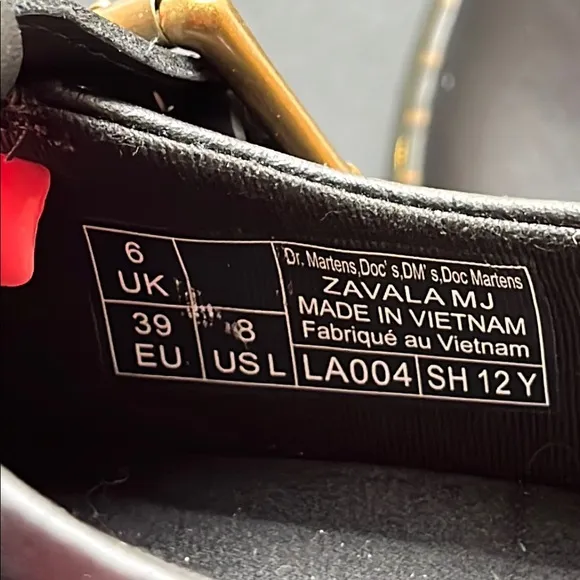 6
UK
39
EU
8
US L
Dr. Martens,Doc's,DM's,Doc Martens
ZAVALA MJ
MADE IN VIETNAM
Fabriqué au Vietnam
LA004
SH 12 Y